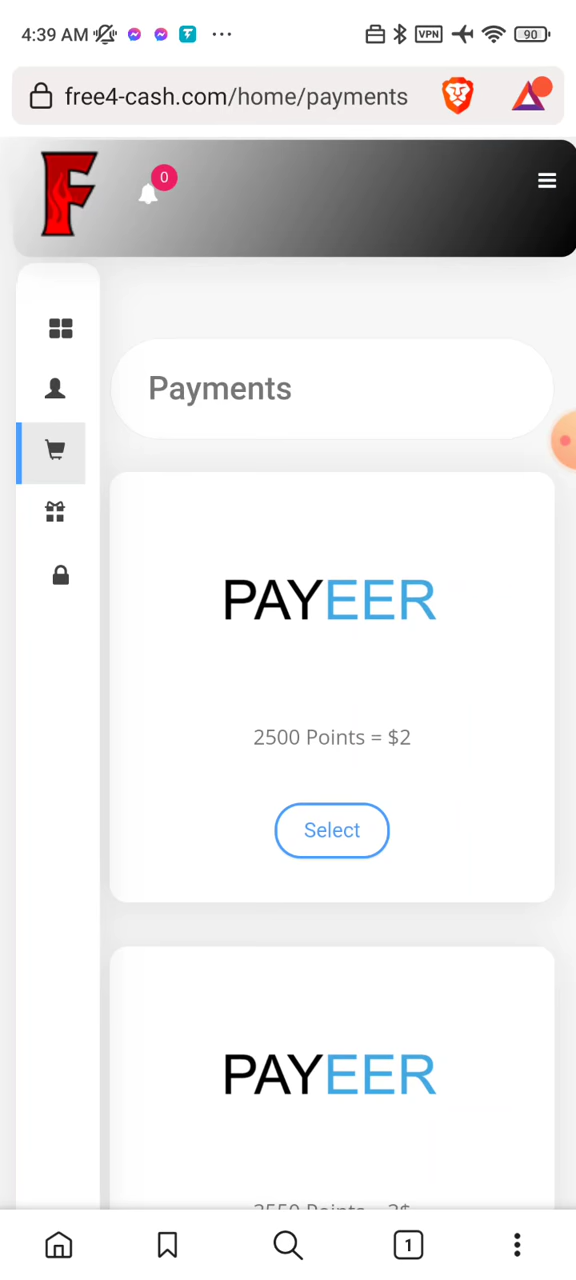 4:39 AM
VPN
90
free4-cash.com/home/payments
F
0
Payments
PAYEER
2500 Points = $2
Select
PAYEER
1